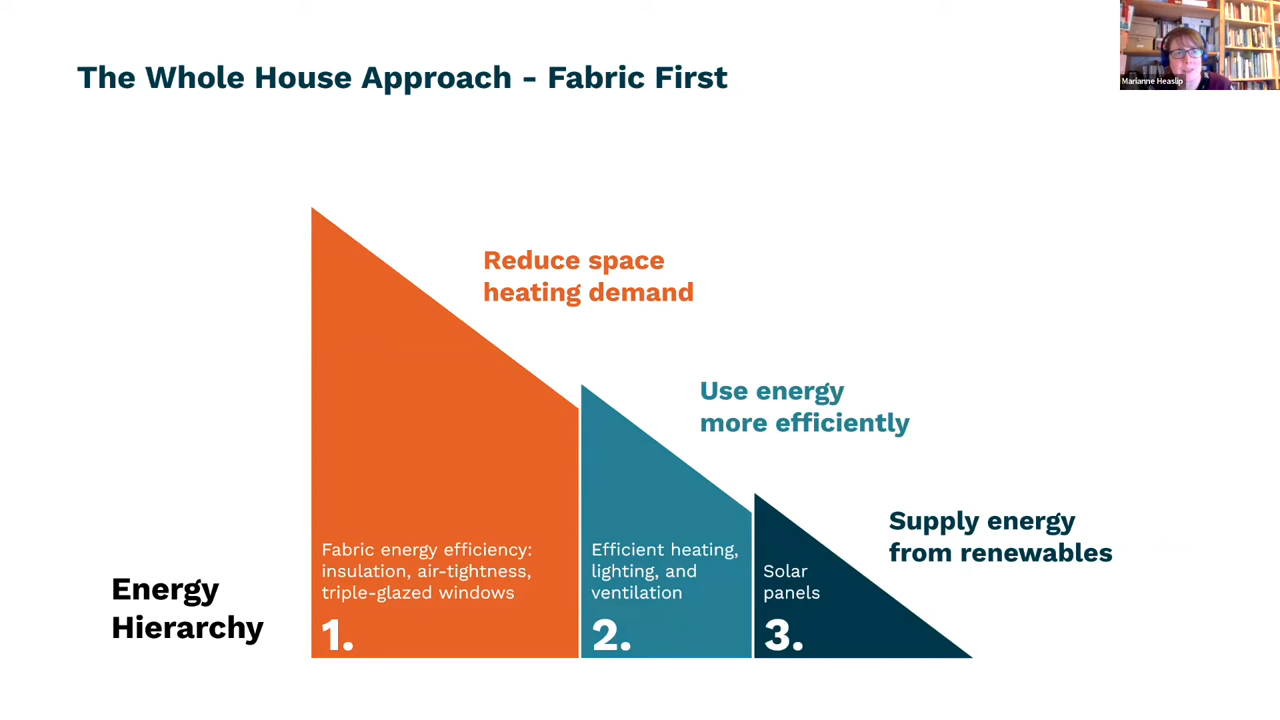 The Whole House Approach - Fabric First
Marianne Heaslip
Reduce space
heating demand
Use energy
more efficiently
Supply energy
from renewables
Energy
Hierarchy
Fabric energy efficiency:
insulation, air-tightness,
triple-glazed windows
1.
Efficient heating,
lighting, and
ventilation
2.
Solar
panels
3.